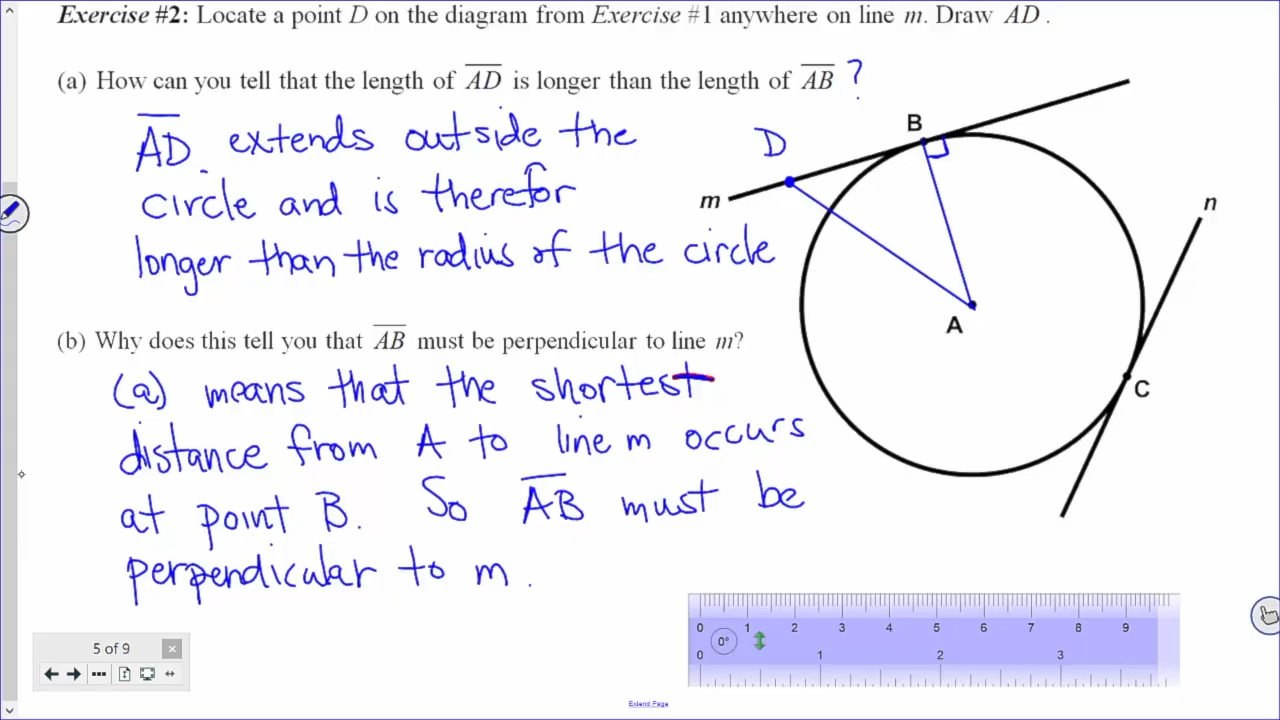 Exercise #2: Locate a point D on the diagram from Exercise #1 anywhere on line m. Draw AD.
(a) How can you tell that the length of AD is longer than the length of AB ?
AD extends outside the
circle and is therefor
longer than the radius of the circle
(b) Why does this tell you that AB must be perpendicular to line m?
(a) means that the shortest
distance from A to line m occurs
at point B. So AB must be
perpendicular to m.
D
B
m
n
A
C
0 1 2 3 4 5 6 7 8 9
0°
0 1 2 3
5 of 9
Extend Page